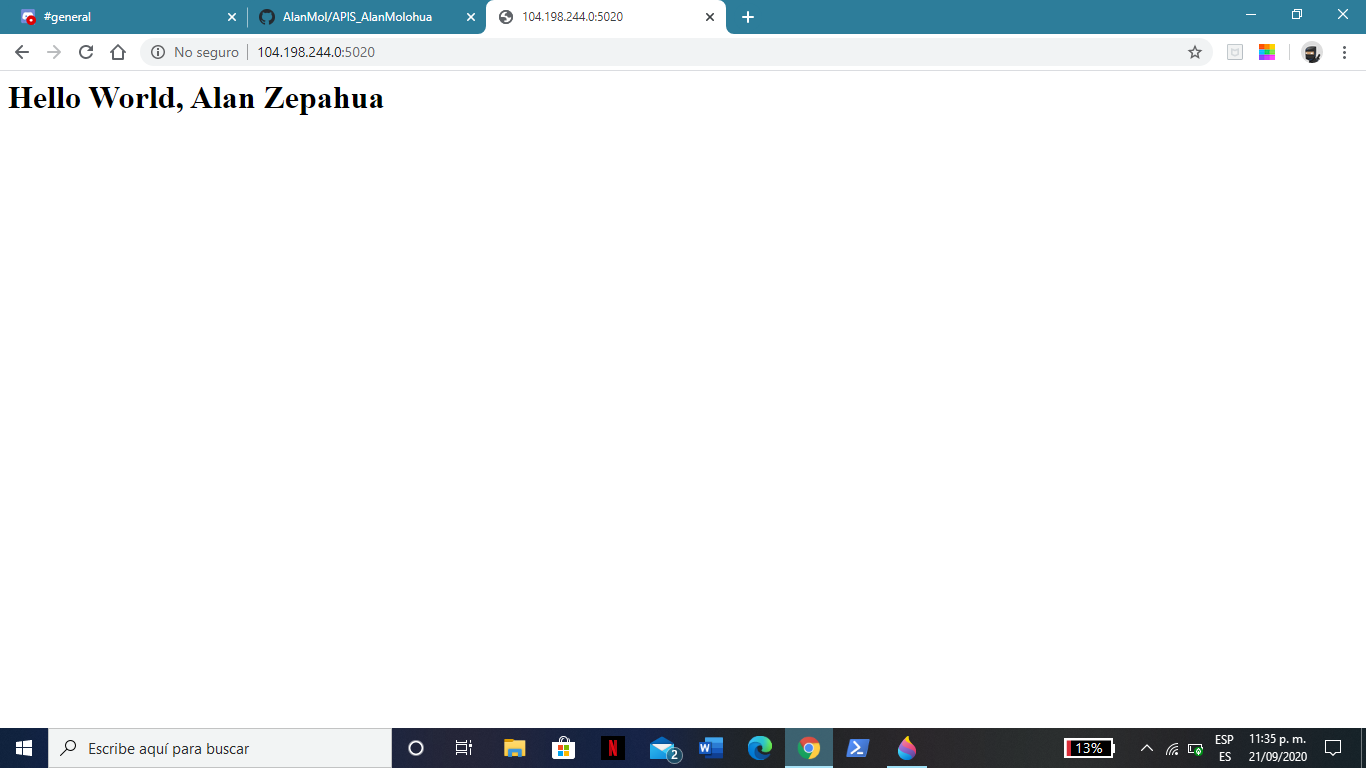 #general
AlanMol/APIS_AlanMolohua
104.198.244.0:5020
No seguro
104.198.244.0:5020
Hello World, Alan Zepahua
Escribe aquí para buscar
2
13%
ESP
ES
11:35 p. m.
21/09/2020